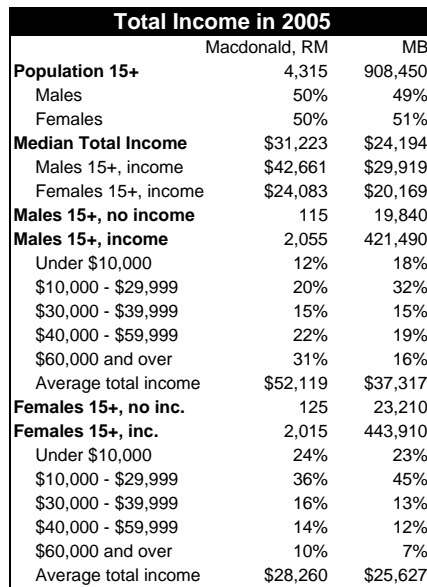 Total Income in 2005
Macdonald, RM MB
Population 15+ 4,315 908,450
Males 50% 49%
Females 50% 51%
Median Total Income $31,223 $24,194
Males 15+, income $42,661 $29,919
Females 15+, income $24,083 $20,169
Males 15+, no income 115 19,840
Males 15+, income 2,055 421,490
Under $10,000 12% 18%
$10,000 - $29,999 20% 32%
$30,000 - $39,999 15% 15%
$40,000 - $59,999 22% 19%
$60,000 and over 31% 16%
Average total income $52,119 $37,317
Females 15+, no inc. 125 23,210
Females 15+, inc. 2,015 443,910
Under $10,000 24% 23%
$10,000 - $29,999 36% 45%
$30,000 - $39,999 16% 13%
$40,000 - $59,999 14% 12%
$60,000 and over 10% 7%
Average total income $28,260 $25,627